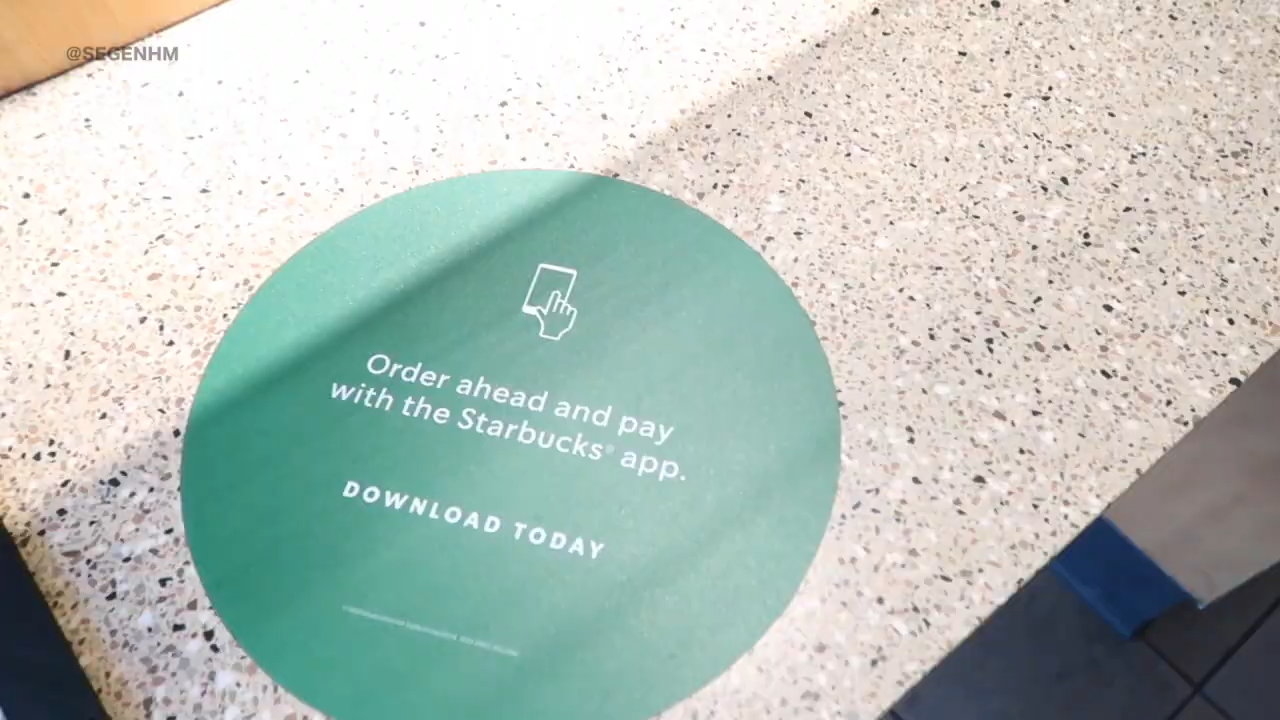 @SEGENHM
Order ahead and pay
with the Starbucks® app.
DOWNLOAD TODAY